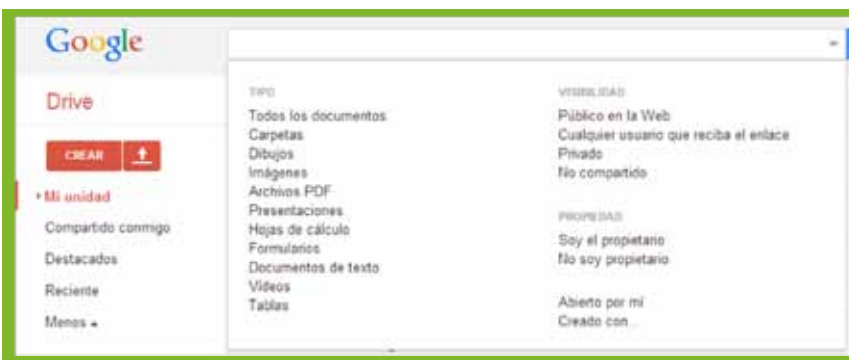 Google
Drive
CREAR
Mi unidad
Compartido conmigo
Destacados
Reciente
Menos
TIPO
Todos los documentos
Carpetas
Dibujos
Imágenes
Archivos PDF
Presentaciones
Hojas de cálculo
Formularios
Documentos de texto
Vídeos
Tablas
VISIBILIDAD
Público en la Web
Cualquier usuario que reciba el enlace
Privado
No compartido
PROPIEDAD
Soy el propietario
No soy propietario
Abierto por mí
Creado con...